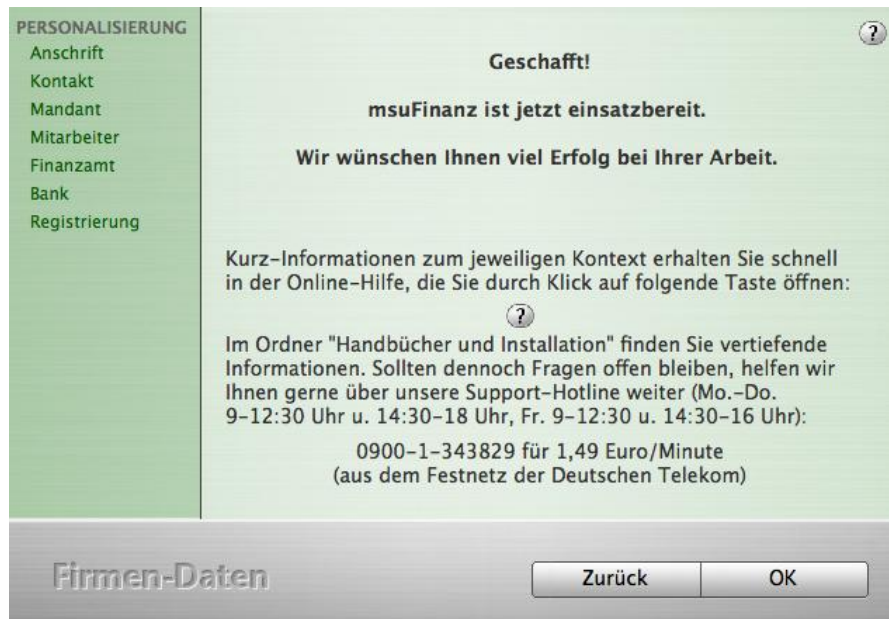 PERSONALISIERUNG
Anschrift
Kontakt
Mandant
Mitarbeiter
Finanzamt
Bank
Registrierung
?
Geschafft!
msuFinanz ist jetzt einsatzbereit.
Wir wünschen Ihnen viel Erfolg bei Ihrer Arbeit.
Kurz-Informationen zum jeweiligen Kontext erhalten Sie schnell
in der Online-Hilfe, die Sie durch Klick auf folgende Taste öffnen:
?
Im Ordner "Handbücher und Installation" finden Sie vertiefende
Informationen. Sollten dennoch Fragen offen bleiben, helfen wir
Ihnen gerne über unsere Support-Hotline weiter (Mo.-Do.
9-12:30 Uhr u. 14:30-18 Uhr, Fr. 9-12:30 u. 14:30-16 Uhr):
0900-1-343829 für 1,49 Euro/Minute
(aus dem Festnetz der Deutschen Telekom)
Firmen-Daten
Zurück
OK